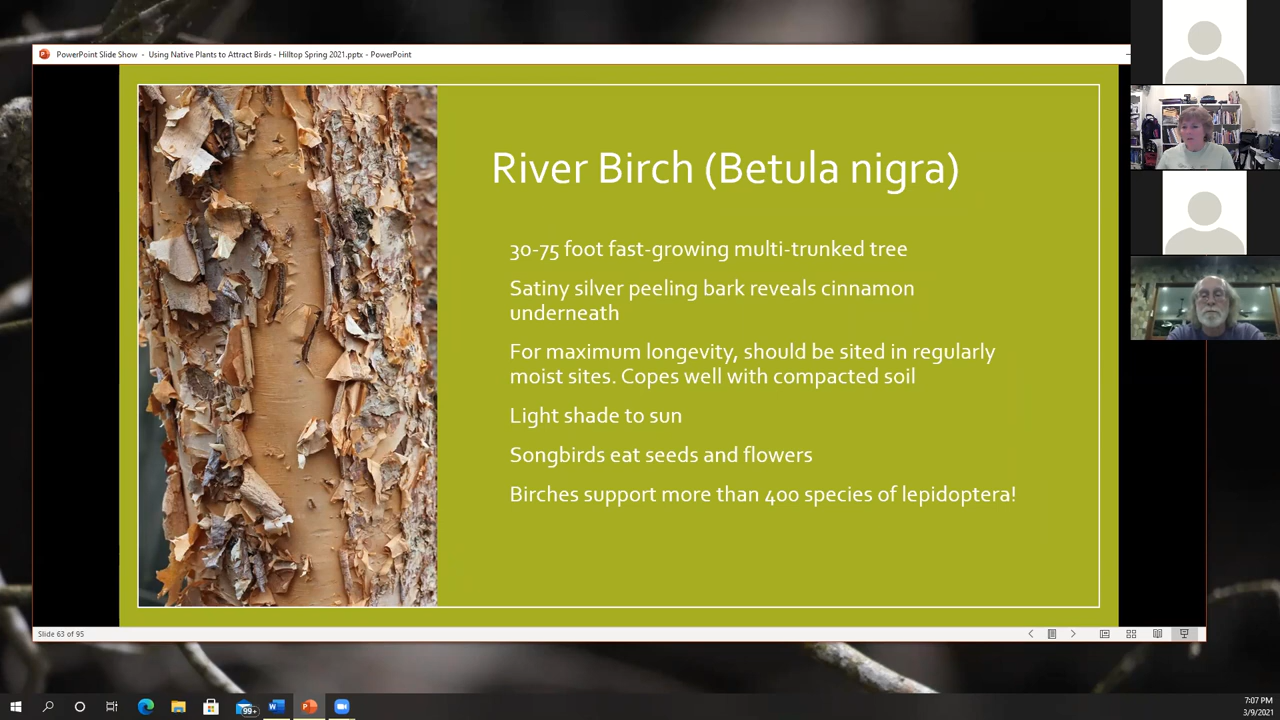 PowerPoint Slide Show - Using Native Plants to Attract Birds - Hilltop Spring 2021.pptx - PowerPoint
River Birch (Betula nigra)
30-75 foot fast-growing multi-trunked tree
Satiny silver peeling bark reveals cinnamon
underneath
For maximum longevity, should be sited in regularly
moist sites. Copes well with compacted soil
Light shade to sun
Songbirds eat seeds and flowers
Birches support more than 400 species of lepidoptera!
Slide 63 of 95
99+
7:07 PM
3/9/2021